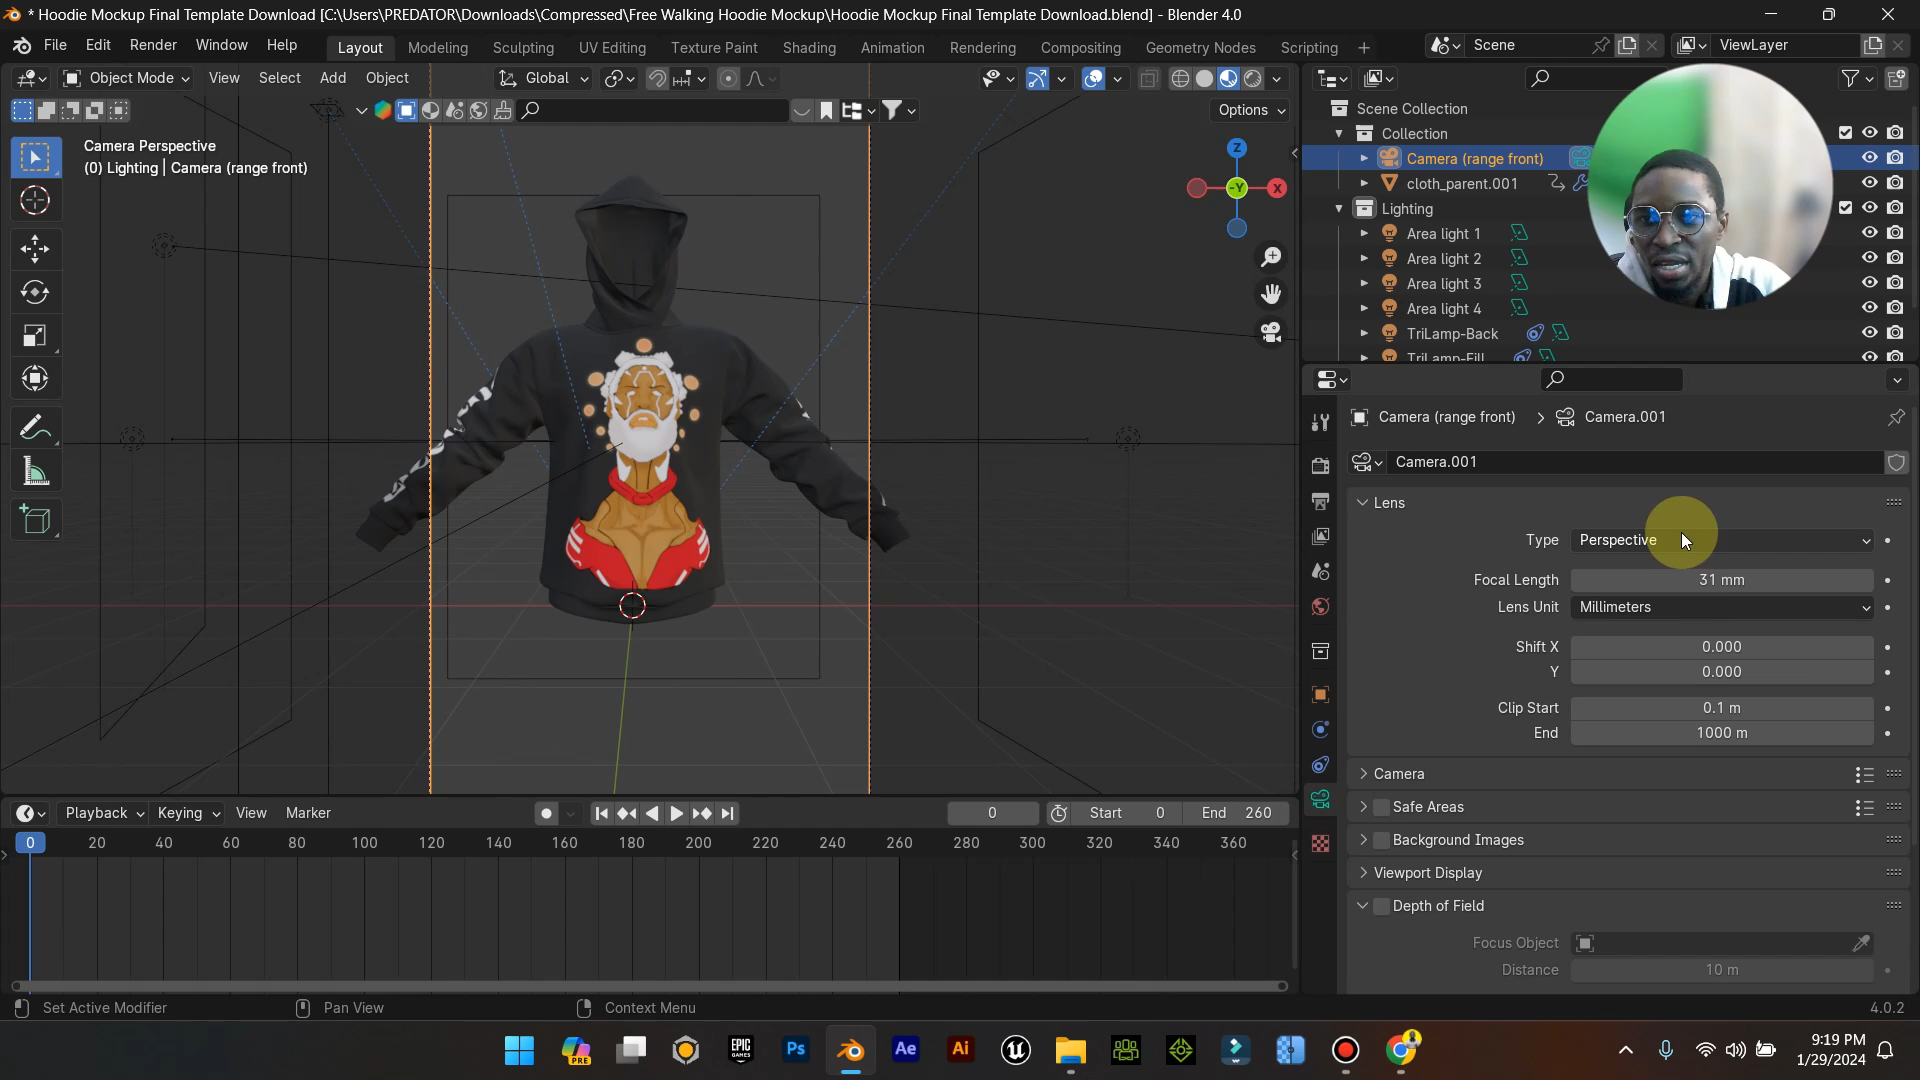 * Hoodie Mockup Final Template Download [C:\Users\PREDATOR\Downloads\Compressed\Free Walking Hoodie Mockup\Hoodie Mockup Final Template Download.blend] - Blender 4.0
File Edit Render Window Help Layout Modeling Sculpting UV Editing Texture Paint Shading Animation Rendering Compositing Geometry Nodes Scripting + Scene ViewLayer
Object Mode View Select Add Object Global
Options
Camera Perspective
(0) Lighting | Camera (range front)
Z
-Y X
Scene Collection
Collection
Camera (range front)
cloth_parent.001
Lighting
Area light 1
Area light 2
Area light 3
Area light 4
TriLamp-Back
TriLamp-Fill
Camera (range front) > Camera.001
Camera.001
Lens
Type Perspective
Focal Length 31 mm
Lens Unit Millimeters
Shift X 0.000
Y 0.000
Clip Start 0.1 m
End 1000 m
Camera
Safe Areas
Background Images
Viewport Display
Depth of Field
Focus Object
Distance 10 m
Playback Keying View Marker 0 Start 0 End 260
0 20 40 60 80 100 120 140 160 180 200 220 240 260 280 300 320 340 360
Set Active Modifier Pan View Context Menu 4.0.2
PRE EPIC GAMES Ps Ae Ai
9:19 PM
1/29/2024